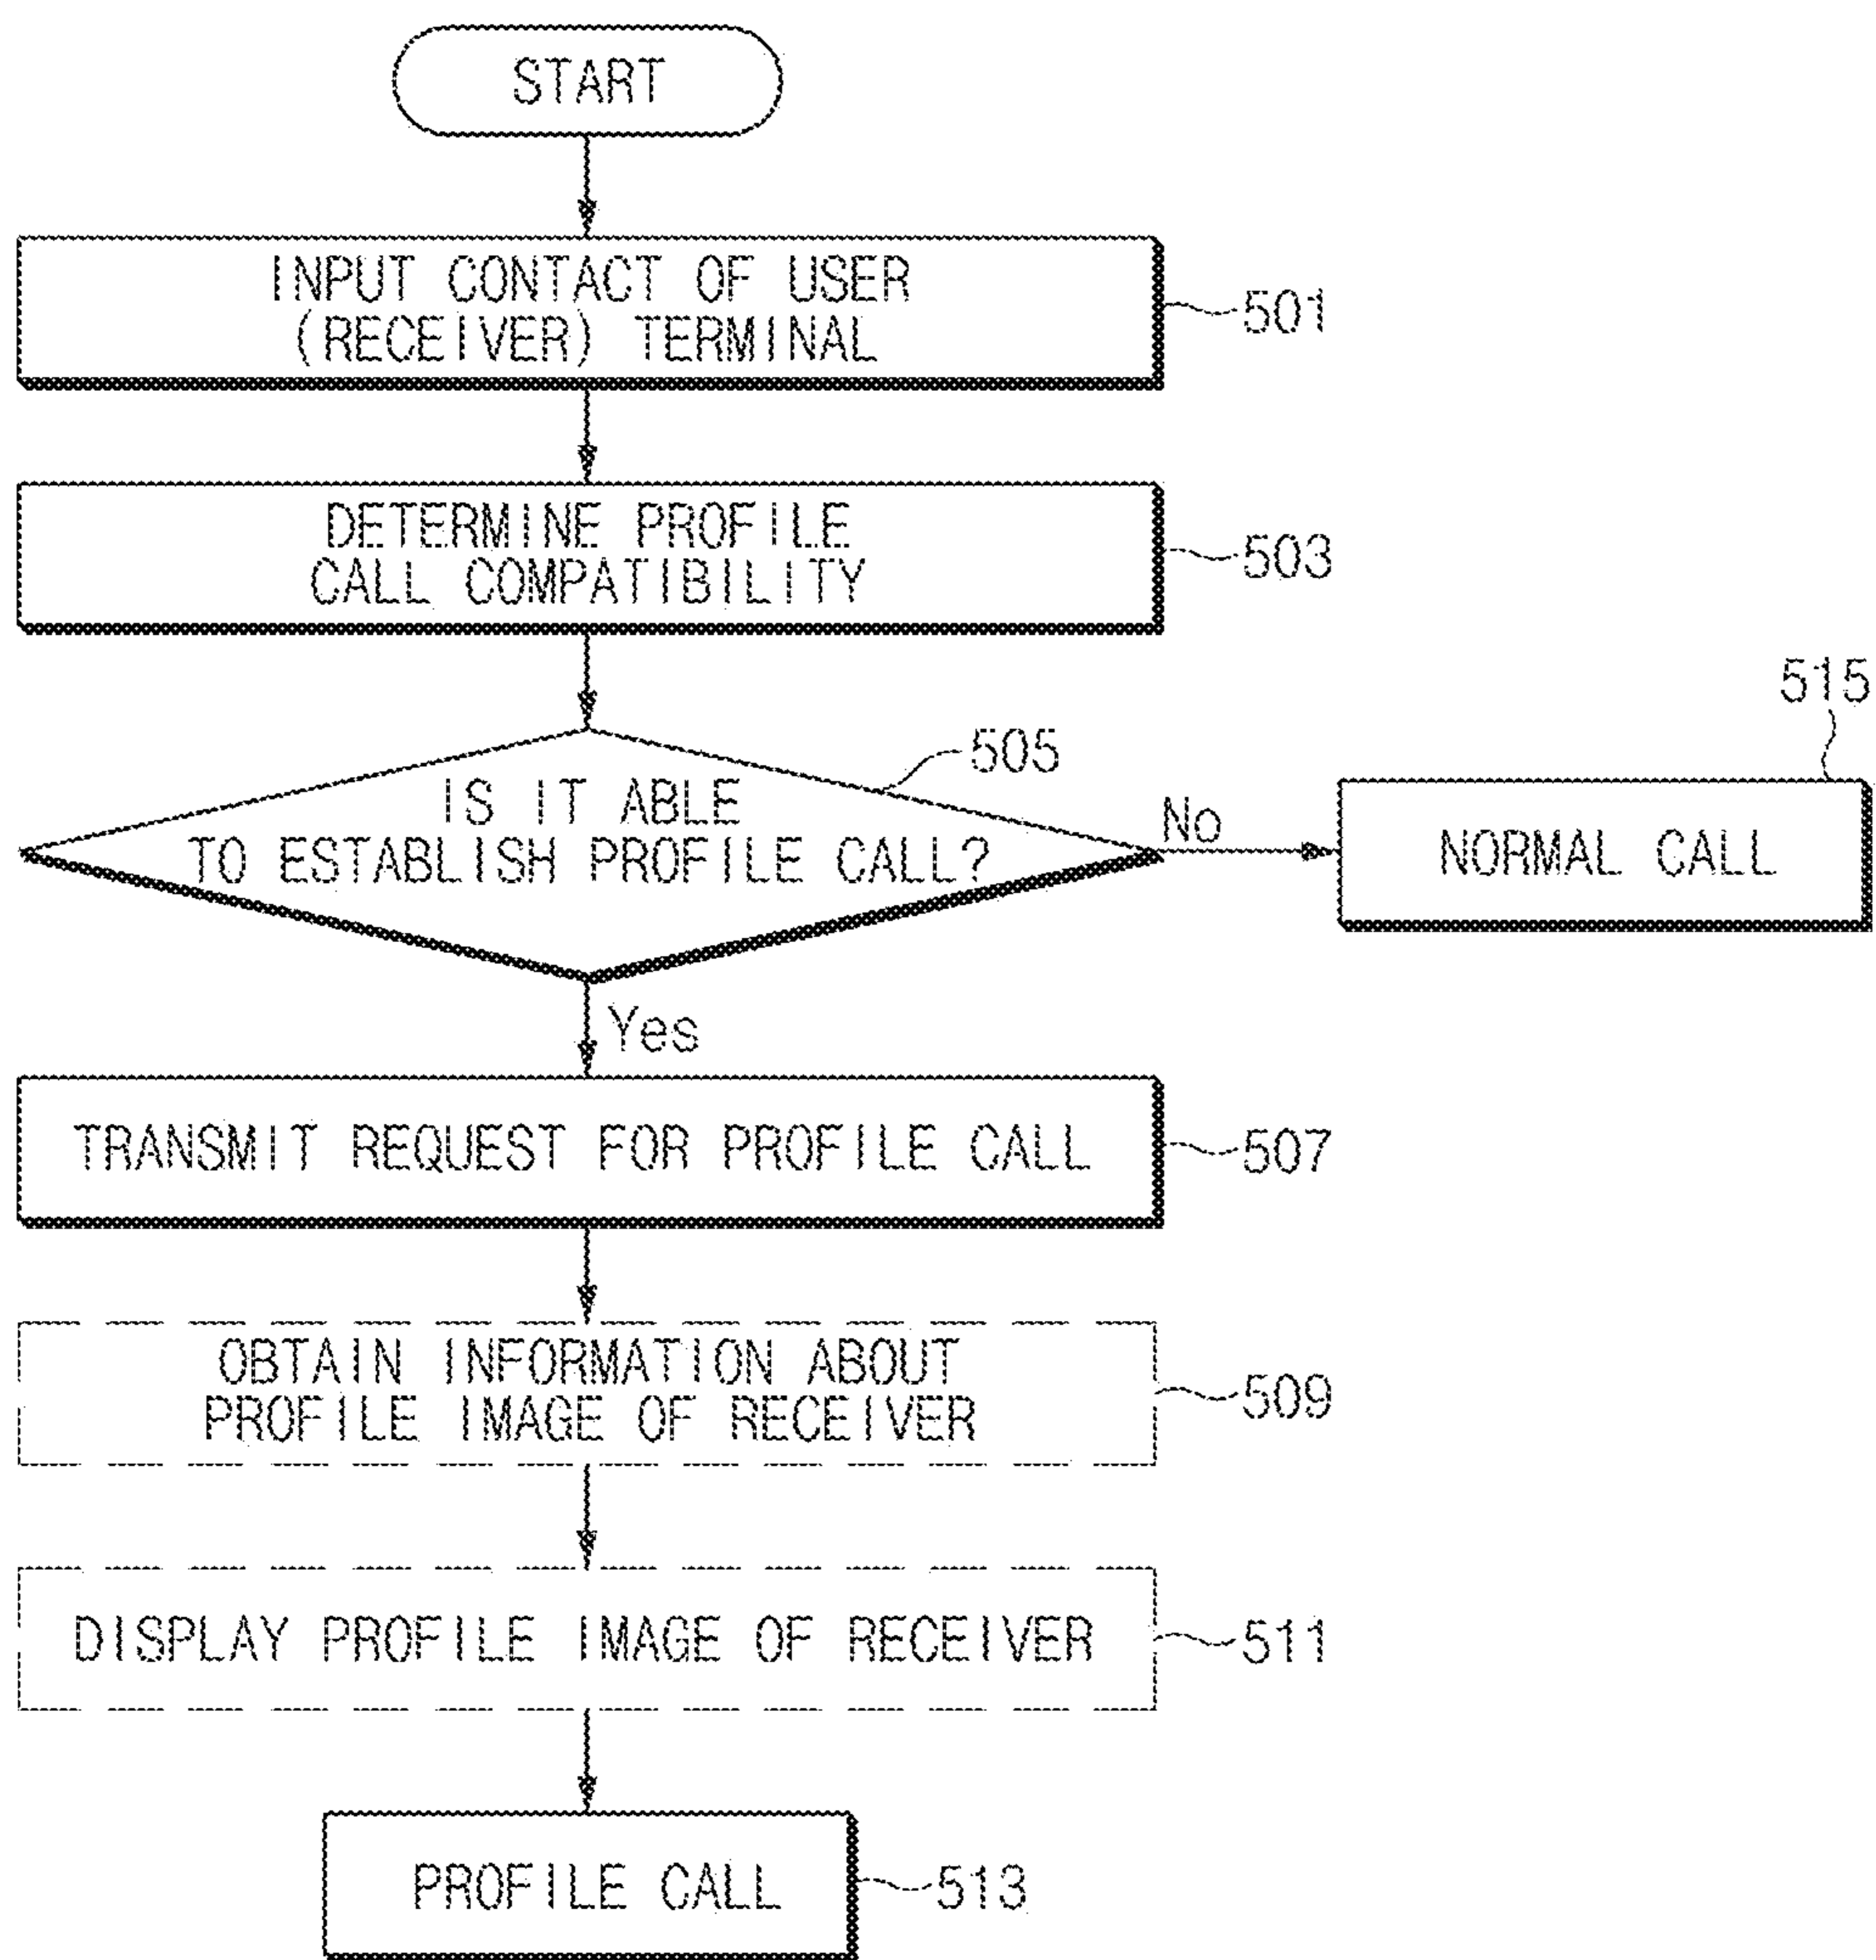 START
INPUT CONTACT OF USER
(RECEIVER) TERMINAL
501
DETERMINE PROFILE
CALL COMPATIBILITY
503
515
505
IS IT ABLE
TO ESTABLISH PROFILE CALL?
No
NORMAL CALL
Yes
TRANSMIT REQUEST FOR PROFILE CALL
507
OBTAIN INFORMATION ABOUT
PROFILE IMAGE OF RECEIVER
509
DISPLAY PROFILE IMAGE OF RECEIVER
511
PROFILE CALL
513